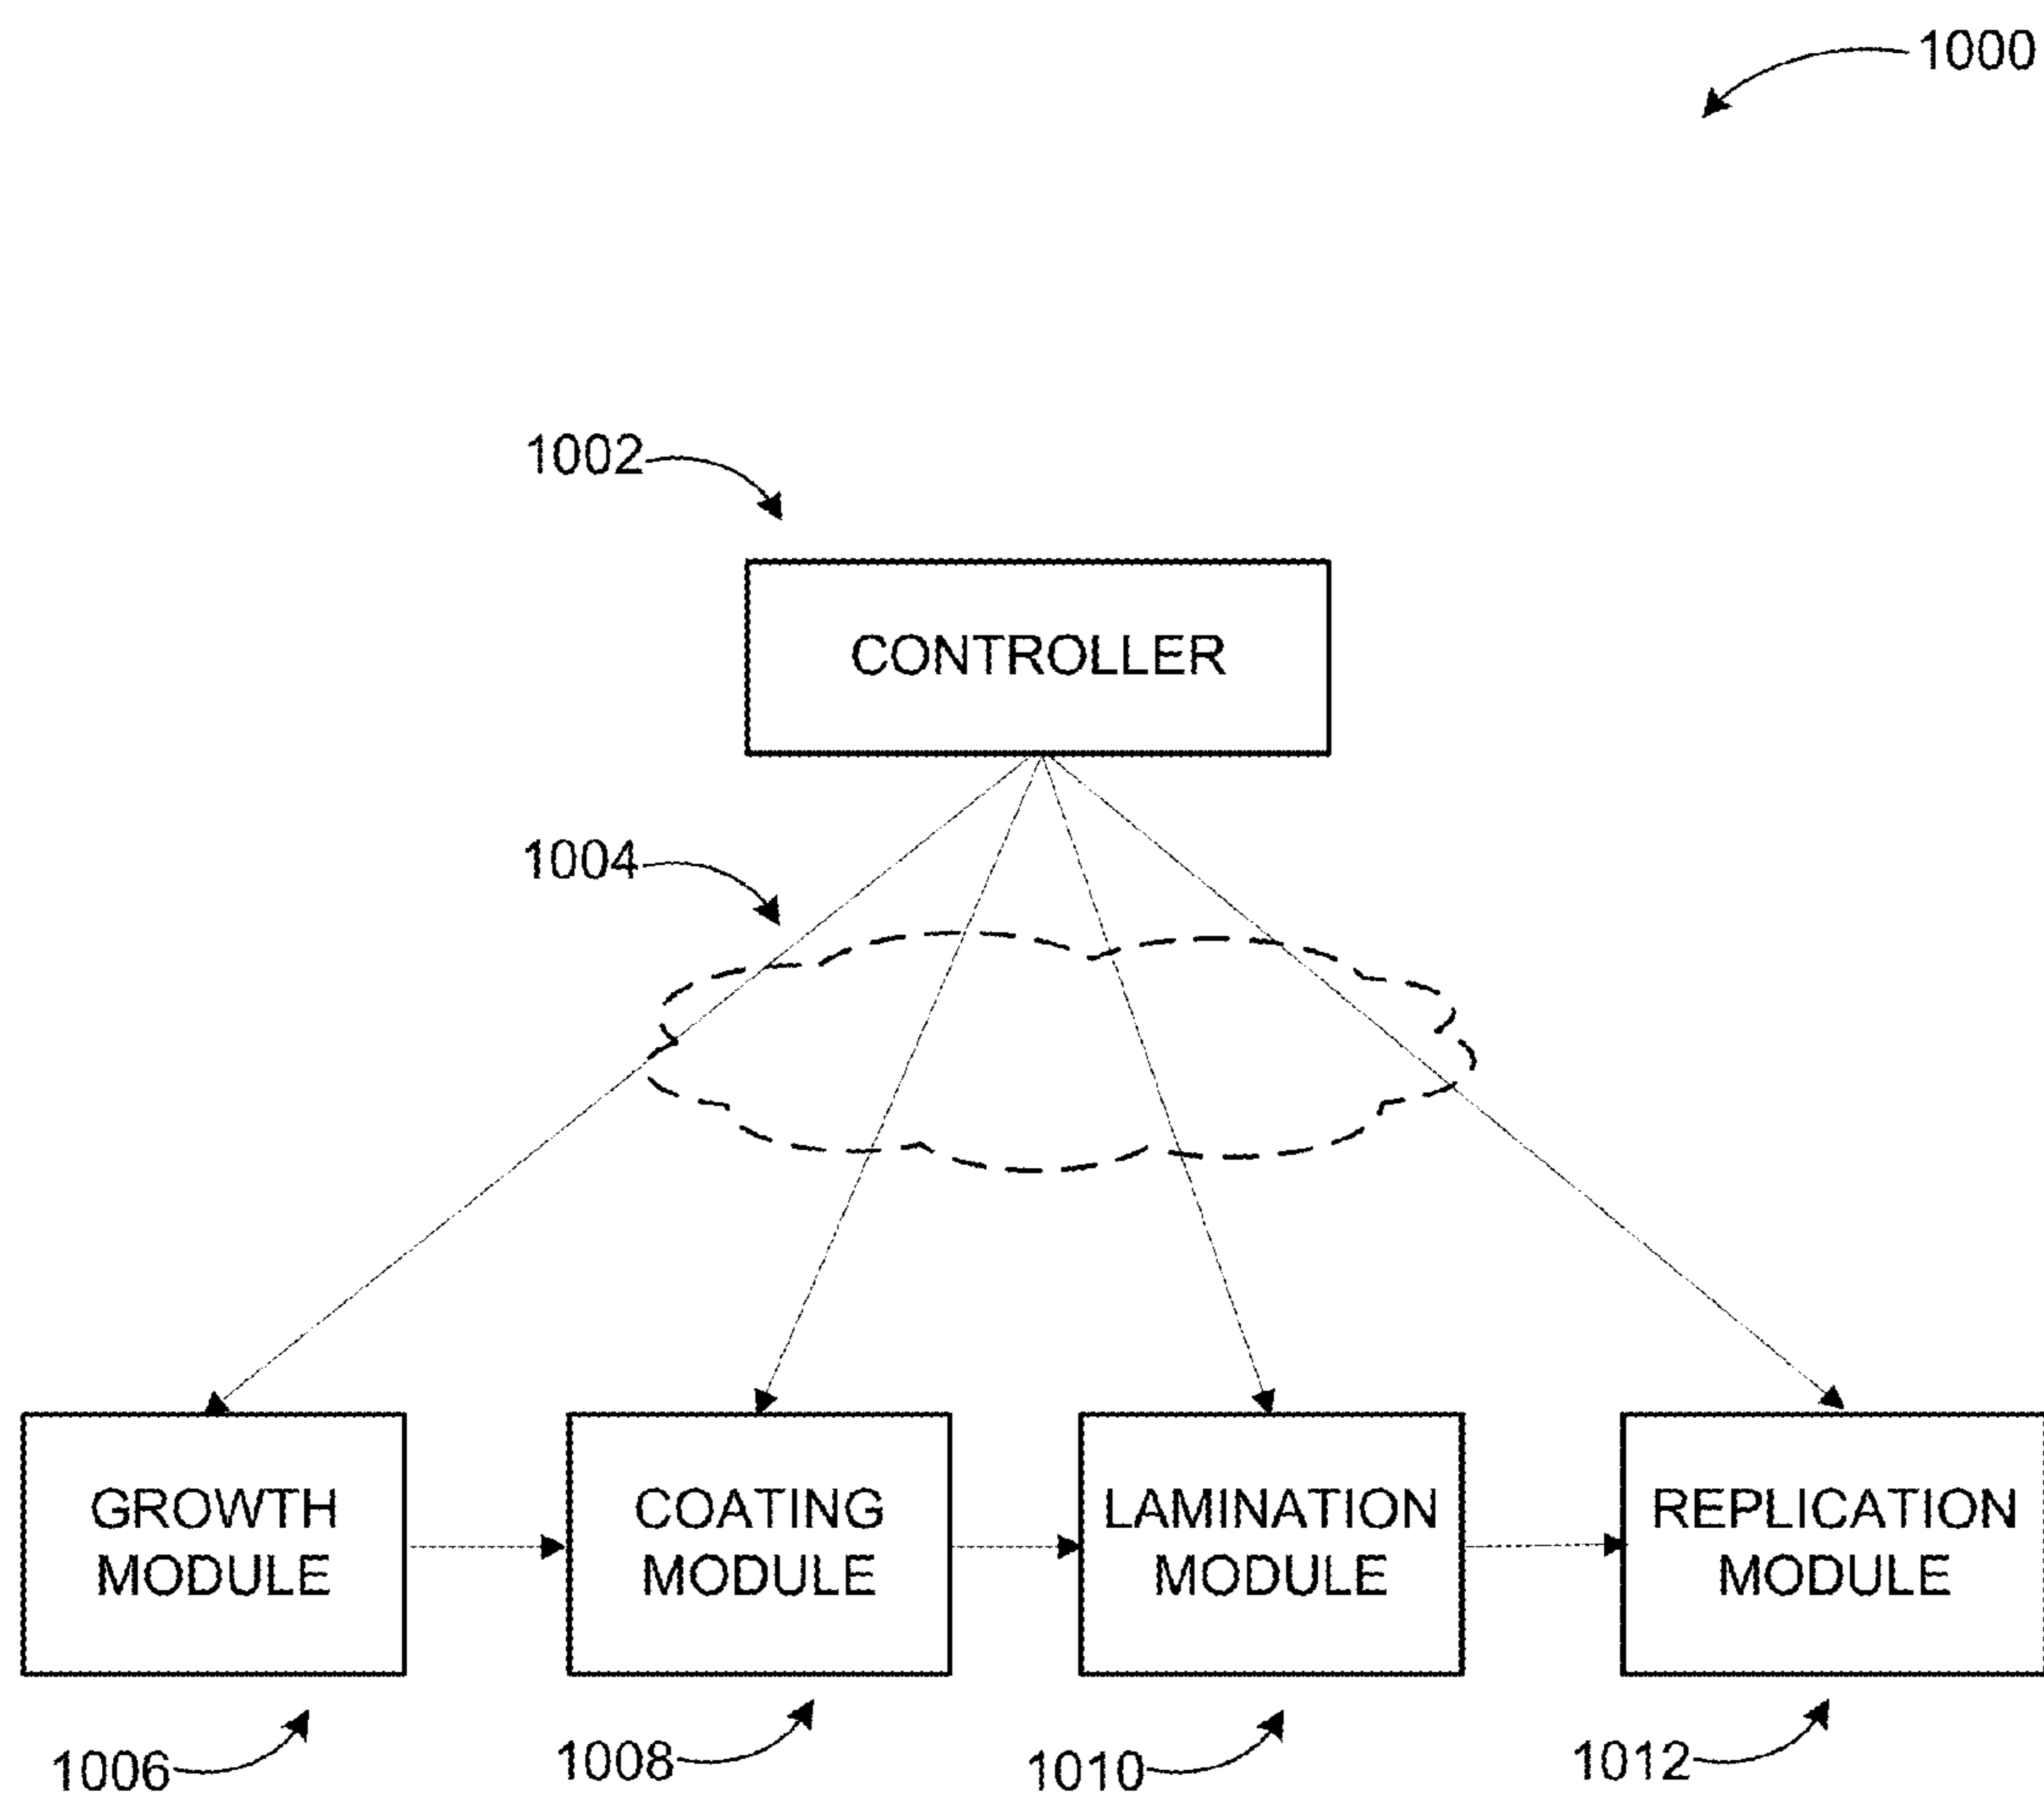 1000
1002
CONTROLLER
1004
GROWTH
MODULE
COATING
MODULE
LAMINATION
MODULE
REPLICATION
MODULE
1006
1008
1010
1012